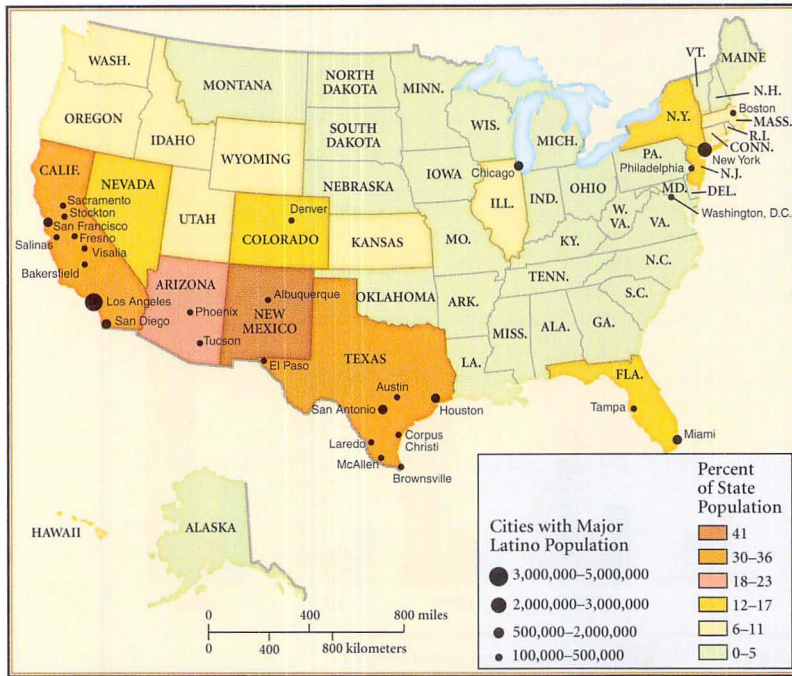 WASH.
OREGON
IDAHO
MONTANA
NORTH
DAKOTA
SOUTH
DAKOTA
MINN.
WIS.
MICH.
VT.
MAINE
N.H.
Boston
MASS.
R.I.
CONN.
N.Y.
New York
N.J.
PA.
Philadelphia
MD.
DEL.
Washington, D.C.
WYOMING
NEBRASKA
IOWA
Chicago
ILL.
IND.
OHIO
W.
VA.
VA.
CALIF.
NEVADA
UTAH
Denver
COLORADO
KANSAS
MO.
KY.
Sacramento
Stockton
San Francisco
Fresno
Salinas
Visalia
Bakersfield
Los Angeles
San Diego
ARIZONA
Phoenix
Tucson
Albuquerque
NEW
MEXICO
OKLAHOMA
ARK.
TENN.
N.C.
S.C.
MISS.
ALA.
GA.
LA.
El Paso
TEXAS
Austin
San Antonio
Houston
Laredo
Corpus
Christi
McAllen
Brownsville
FLA.
Tampa
Miami
HAWAII
ALASKA
0 400 800 miles
0 400 800 kilometers
Cities with Major
Latino Population
3,000,000–5,000,000
2,000,000–3,000,000
500,000–2,000,000
100,000–500,000
Percent
of State
Population
41
30–36
18–23
12–17
6–11
0–5